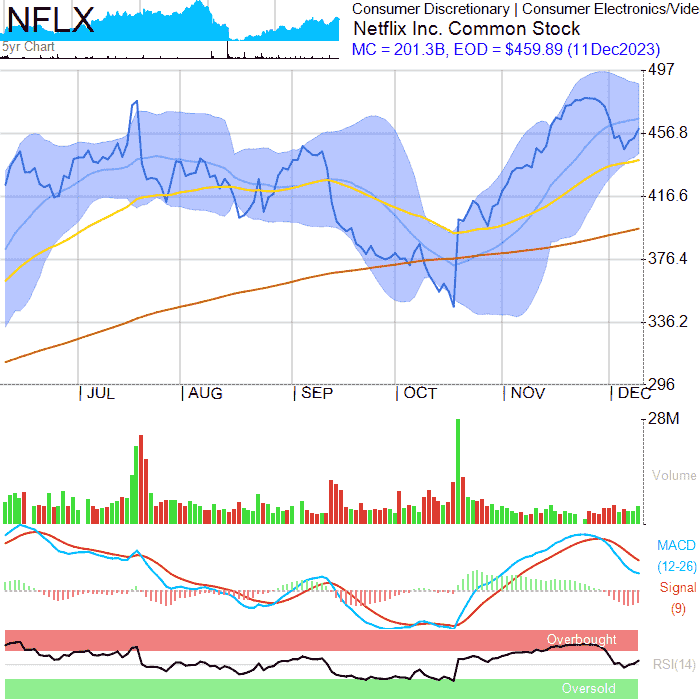 NFLX
5yr Chart
Consumer Discretionary | Consumer Electronics/Vide
Netflix Inc. Common Stock
MC = 201.3B, EOD = $459.89 (11Dec2023)
497
456.8
416.6
376.4
336.2
296
JUL AUG SEP OCT NOV DEC
28M
Volume
MACD
(12-26)
Signal
(9)
Overbought
RSI(14)
Oversold